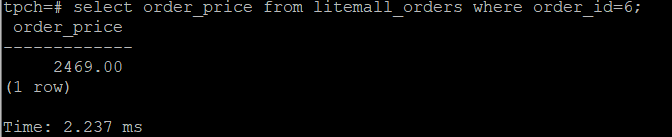 tpch=# select order_price from litemall_orders where order_id=6;
order_price
-------------
2469.00
(1 row)
Time: 2.237 ms